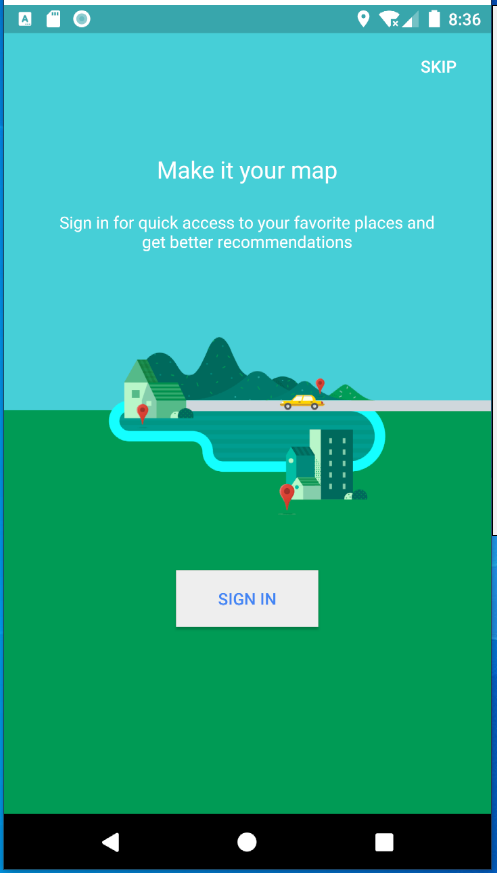 A
8:36
SKIP
Make it your map
Sign in for quick access to your favorite places and
get better recommendations
SIGN IN